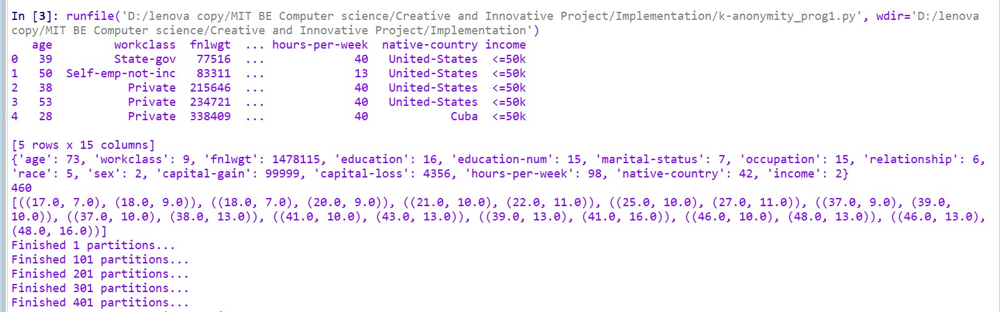 In [3]: runfile('D:/lenova copy/MIT BE Computer science/Creative and Innovative Project/Implementation/k-anonymity_prog1.py', wdir='D:/lenova
copy/MIT BE Computer science/Creative and Innovative Project/Implementation')
   age         workclass  fnlwgt  ... hours-per-week  native-country income
0   39         State-gov   77516  ...             40   United-States  <=50k
1   50  Self-emp-not-inc   83311  ...             13   United-States  <=50k
2   38           Private  215646  ...             40   United-States  <=50k
3   53           Private  234721  ...             40   United-States  <=50k
4   28           Private  338409  ...             40            Cuba  <=50k
[5 rows x 15 columns]
{'age': 73, 'workclass': 9, 'fnlwgt': 1478115, 'education': 16, 'education-num': 15, 'marital-status': 7, 'occupation': 15, 'relationship': 6,
'race': 5, 'sex': 2, 'capital-gain': 99999, 'capital-loss': 4356, 'hours-per-week': 98, 'native-country': 42, 'income': 2}
460
[((17.0, 7.0), (18.0, 9.0)), ((18.0, 7.0), (20.0, 9.0)), ((21.0, 10.0), (22.0, 11.0)), ((25.0, 10.0), (27.0, 11.0)), ((37.0, 9.0), (39.0,
10.0)), ((37.0, 10.0), (38.0, 13.0)), ((41.0, 10.0), (43.0, 13.0)), ((39.0, 13.0), (41.0, 16.0)), ((46.0, 10.0), (48.0, 13.0)), ((46.0, 13.0),
(48.0, 16.0))]
Finished 1 partitions...
Finished 101 partitions...
Finished 201 partitions...
Finished 301 partitions...
Finished 401 partitions...